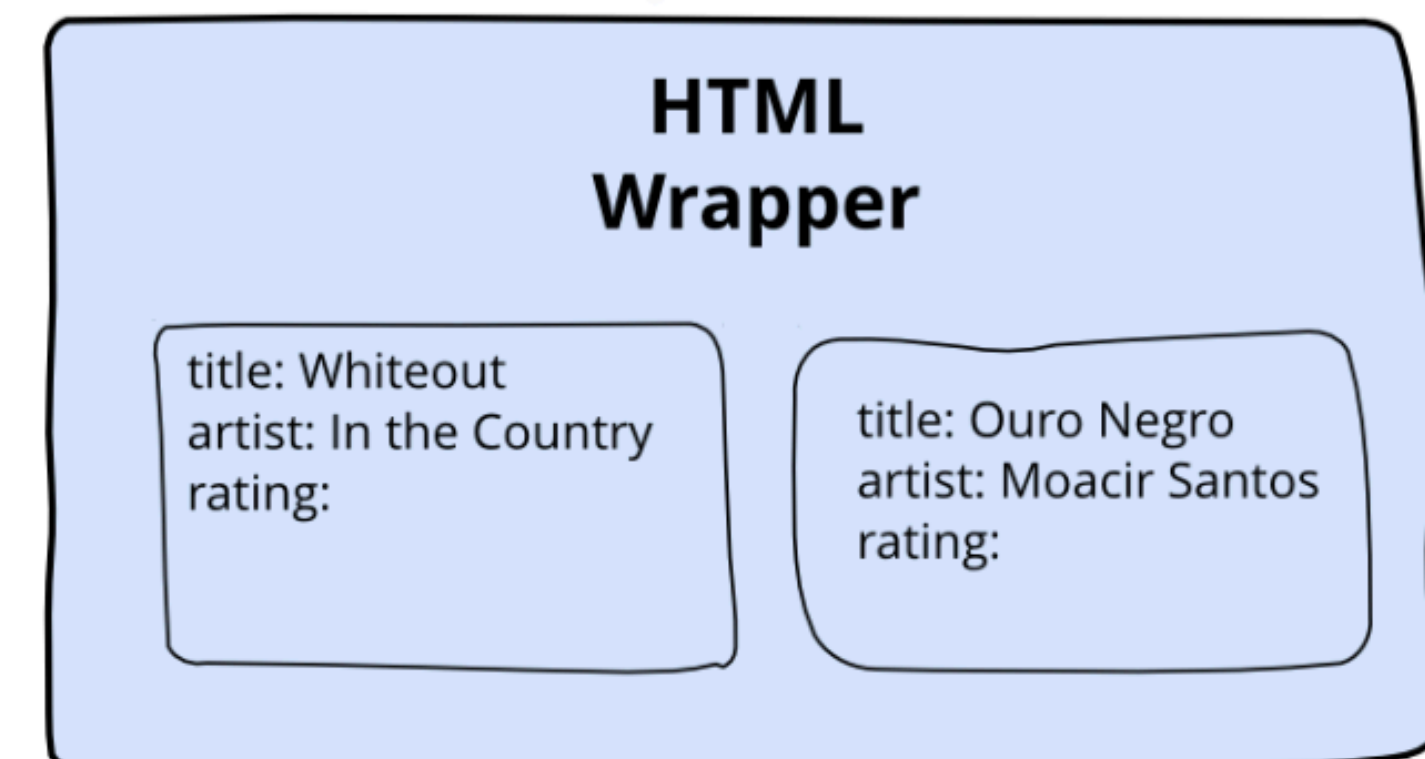 HTML
Wrapper
title: Whiteout
artist: In the Country
rating:
title: Ouro Negro
artist: Moacir Santos
rating: